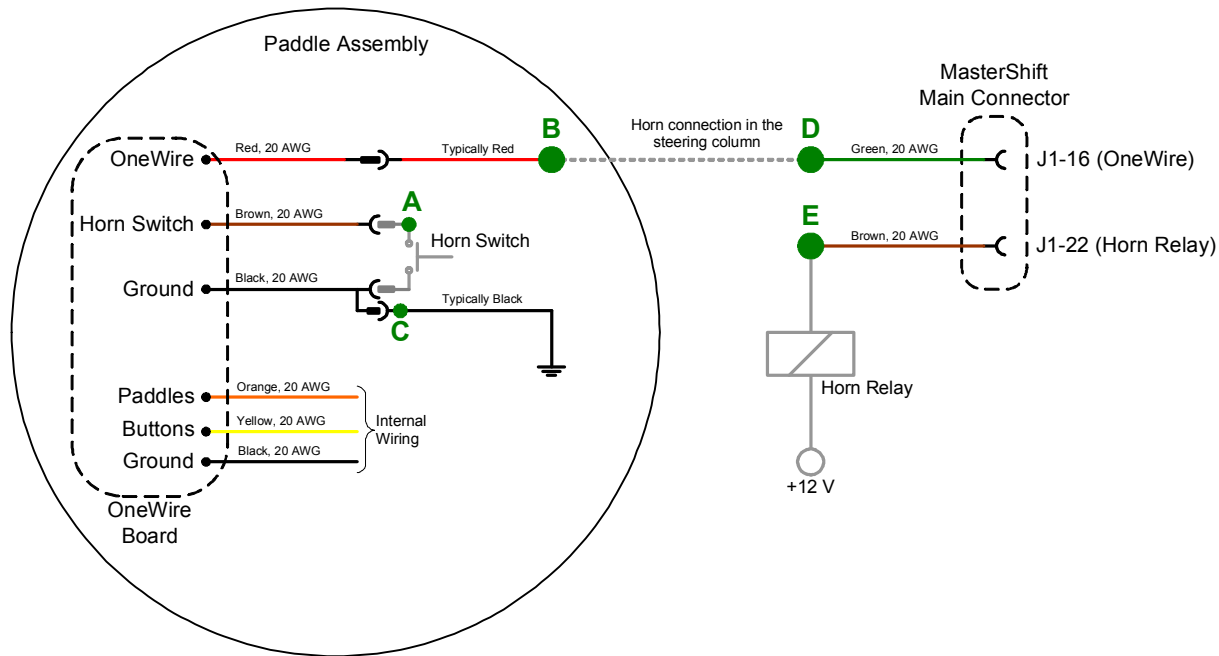 Paddle Assembly
MasterShift
Main Connector
B
Horn connection in the
steering column
D
OneWire
Red, 20 AWG
Typically Red
Green, 20 AWG
J1-16 (OneWire)
A
Horn Switch
Brown, 20 AWG
Horn Switch
E
Brown, 20 AWG
J1-22 (Horn Relay)
Ground
Black, 20 AWG
Typically Black
C
Horn Relay
+12 V
Paddles
Orange, 20 AWG
Buttons
Yellow, 20 AWG
Internal
Wiring
Ground
Black, 20 AWG
OneWire
Board